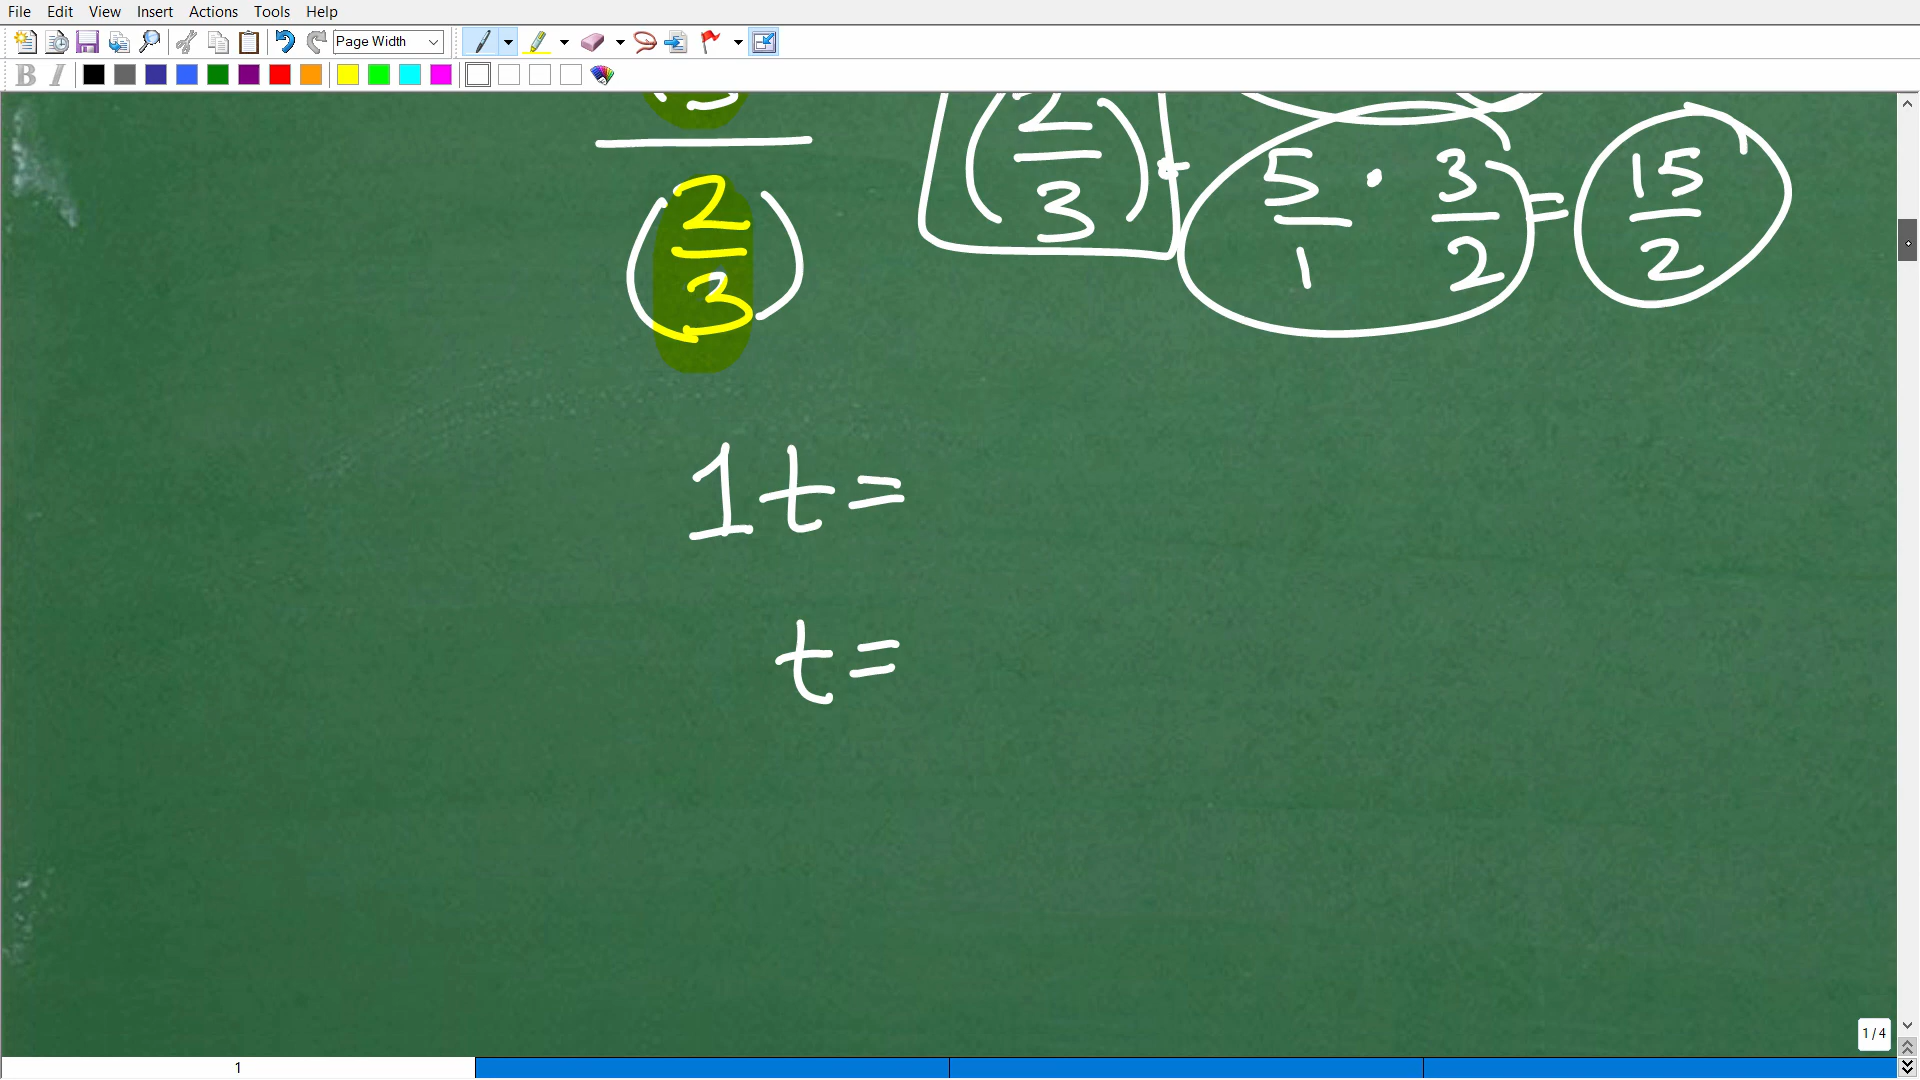 File Edit View Insert Actions Tools Help
Page Width
B I
2/3
(2/3)
5/1 · 3/2 = 15/2
1t=
t=
1/4
1